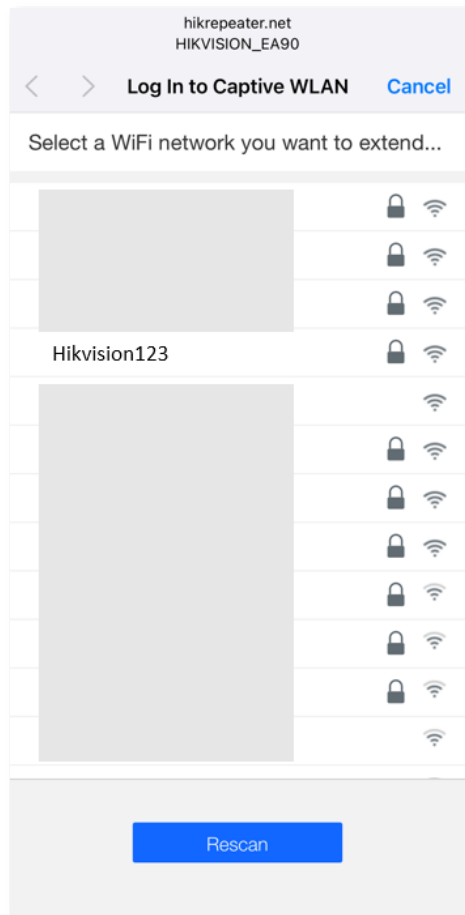 hikrepeater.net
HIKVISION_EA90
Log In to Captive WLAN Cancel
Select a WiFi network you want to extend...
Hikvision123
Rescan